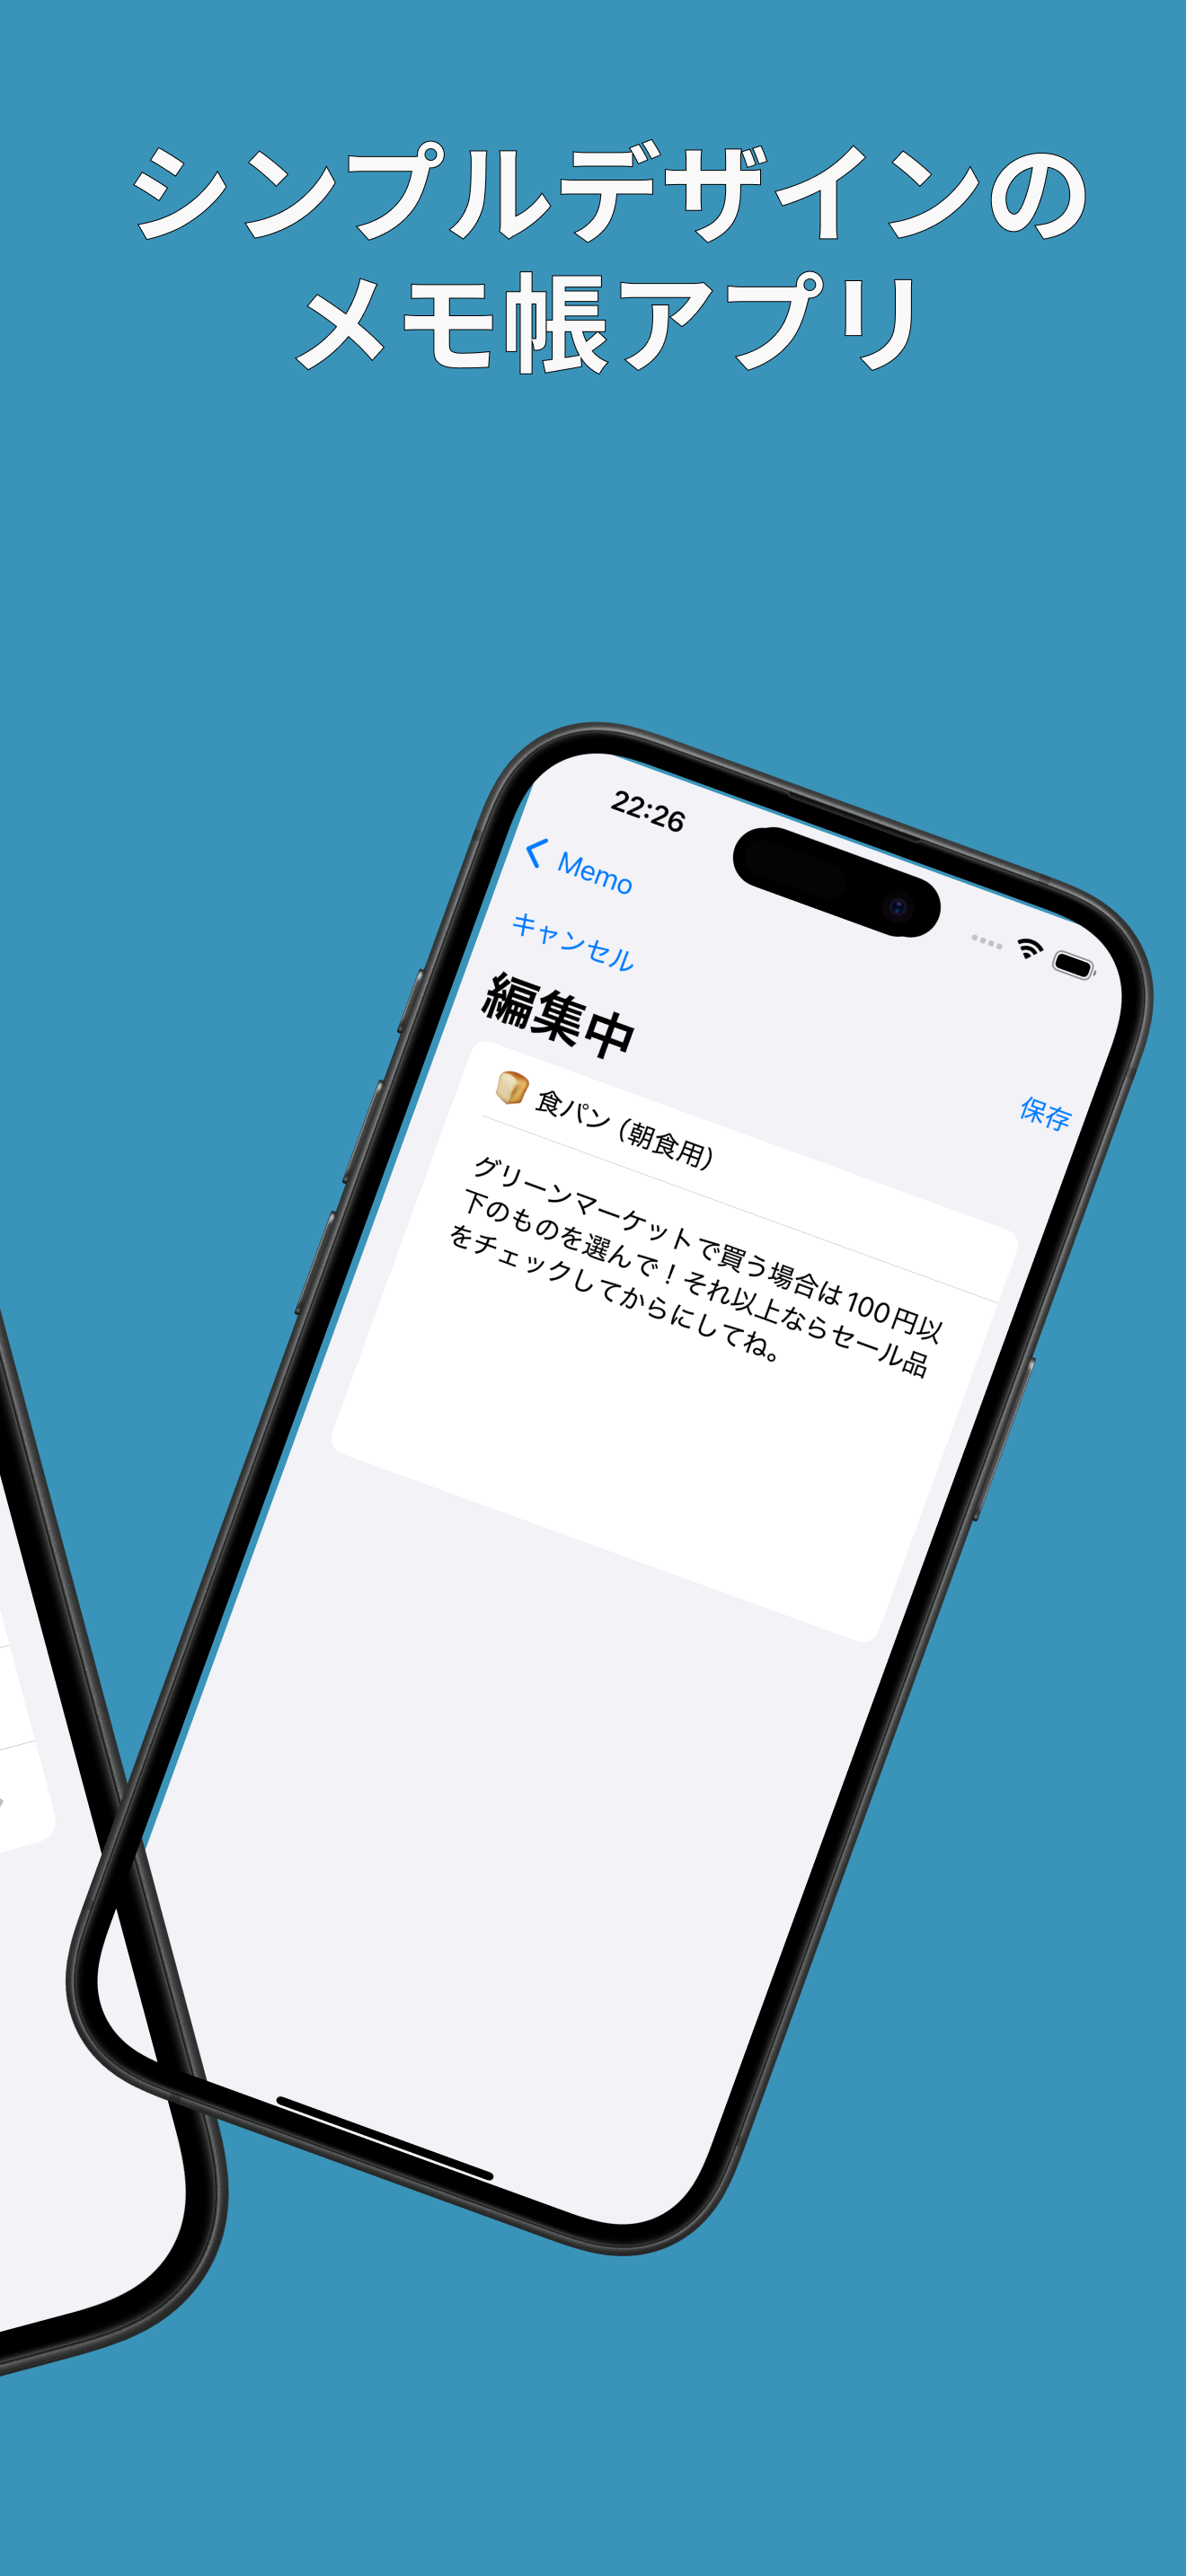 シンプルデザインの
メモ帳アプリ
22:26
Memo
キャンセル
編集中
保存
🍞 食パン（朝食用）
グリーンマーケットで買う場合は100円以
下のものを選んで！それ以上ならセール品
をチェックしてからにしてね。